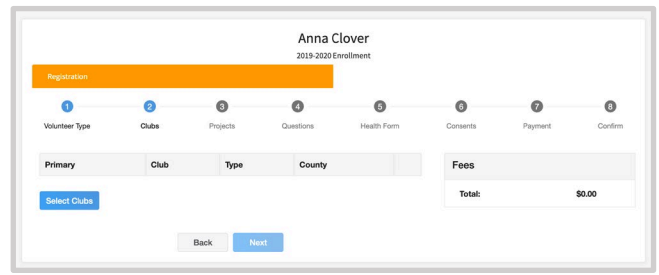 Anna Clover
2019-2020 Enrollment
Registration
1 2 3 4 5 6 7 8
Volunteer Type Clubs Projects Questions Health Form Consents Payment Confirm
Primary Club Type County Fees
Total: $0.00
Select Clubs
Back Next